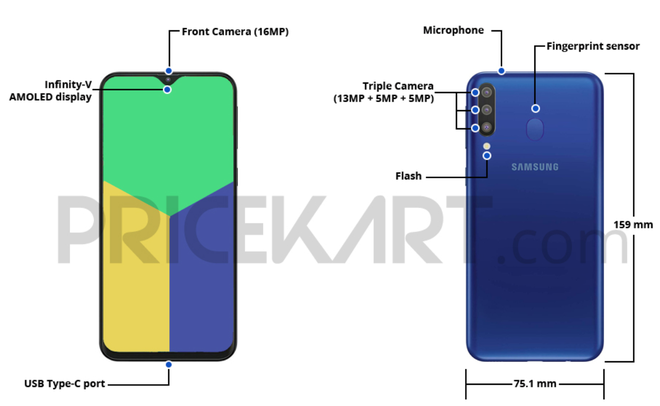 Front Camera (16MP)
Infinity-V
AMOLED display
USB Type-C port
Microphone
Fingerprint sensor
Triple Camera
(13MP + 5MP + 5MP)
Flash
SAMSUNG
159 mm
75.1 mm
PRICEKART.com